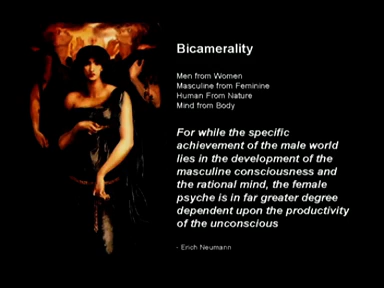 Bicamerality
Men from Women
Masculine from Feminine
Human From Nature
Mind from Body
For while the specific
achievement of the male world
lies in the development of the
masculine consciousness and
the rational mind, the female
psyche is in far greater degree
dependent upon the productivity
of the unconscious
- Erich Neumann